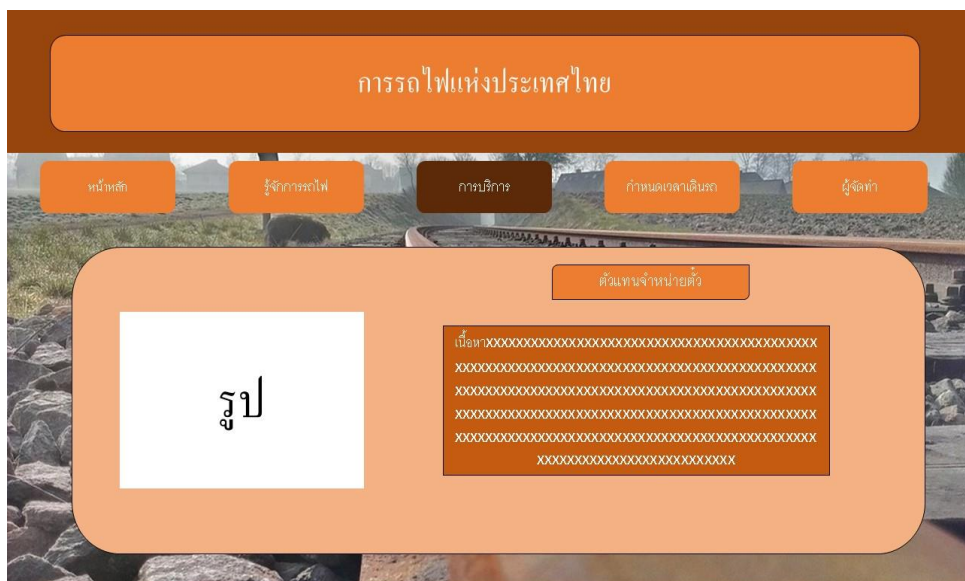 การรถไฟแห่งประเทศไทย
หน้าหลัก
รู้จักการรถไฟ
การบริการ
กำหนดเวลาเดินรถ
ผู้จัดทำ
ตัวแทนจำหน่ายตั๋ว
รูป
เนื้อหาXXXXXXXXXXXXXXXXXXXXXXXXXXXXXXXXXXXXXXXXXXXXX
XXXXXXXXXXXXXXXXXXXXXXXXXXXXXXXXXXXXXXXXXXXXXXXXX
XXXXXXXXXXXXXXXXXXXXXXXXXXXXXXXXXXXXXXXXXXXXXXXXX
XXXXXXXXXXXXXXXXXXXXXXXXXXXXXXXXXXXXXXXXXXXXXXXXX
XXXXXXXXXXXXXXXXXXXXXXXXXXXXXXXXXXXXXXXXXXXXXXXXX
XXXXXXXXXXXXXXXXXXXXXXXXXXX